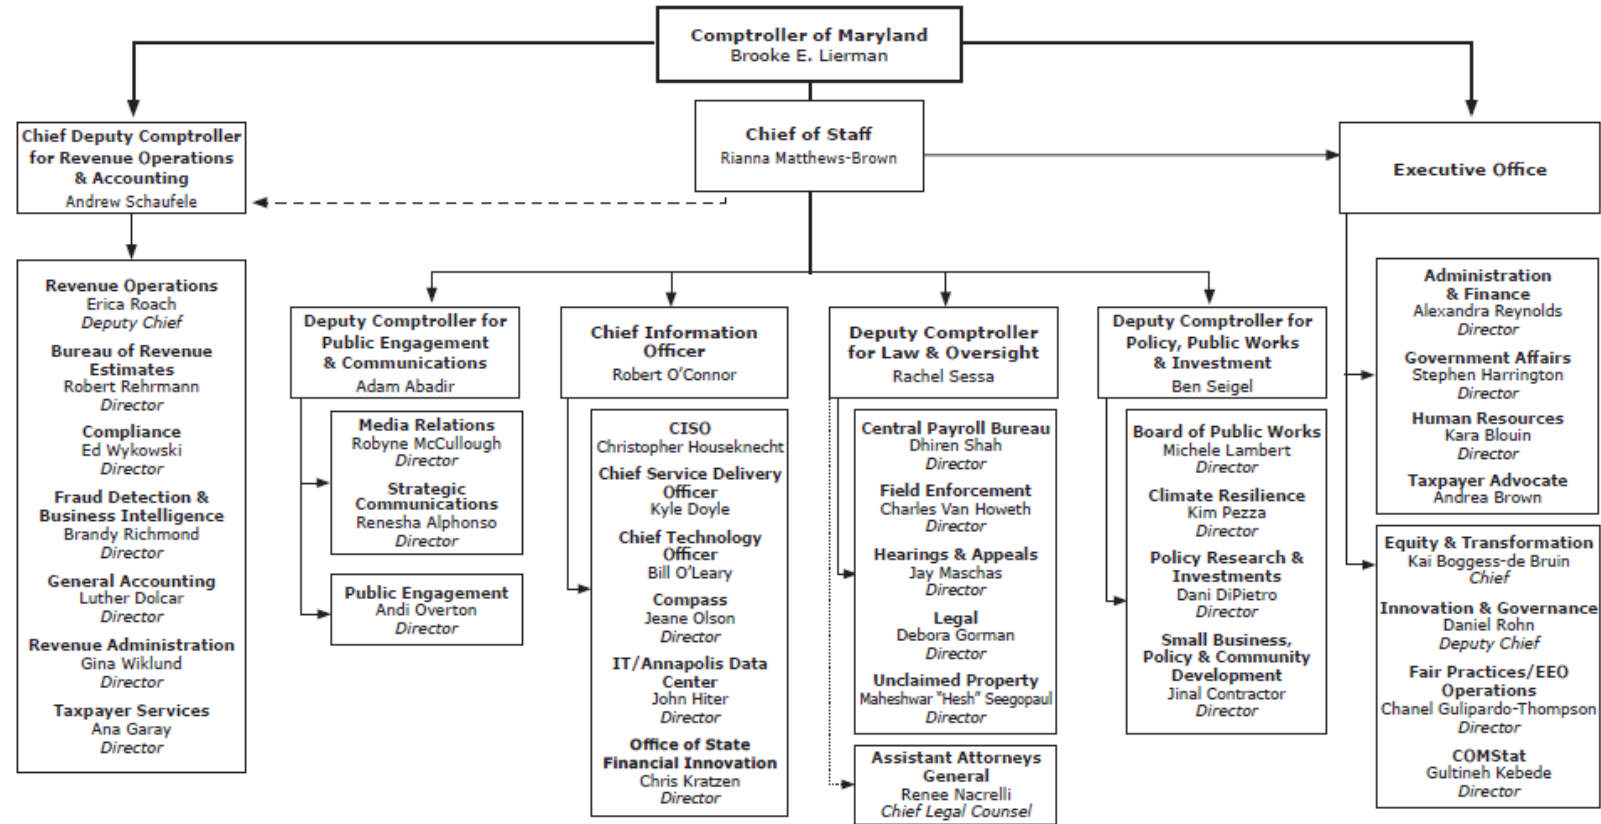 Comptroller of Maryland
Brooke E. Lierman
Chief Deputy Comptroller
for Revenue Operations
& Accounting
Andrew Schaufele
Chief of Staff
Rianna Matthews-Brown
Executive Office
Revenue Operations
Erica Roach
Deputy Chief
Bureau of Revenue
Estimates
Robert Rehrmann
Director
Compliance
Ed Wykowski
Director
Fraud Detection &
Business Intelligence
Brandy Richmond
Director
General Accounting
Luther Dolcar
Director
Revenue Administration
Gina Wiklund
Director
Taxpayer Services
Ana Garay
Director
Deputy Comptroller for
Public Engagement
& Communications
Adam Abadir
Media Relations
Robyne McCullough
Director
Strategic
Communications
Renesha Alphonso
Director
Public Engagement
Andi Overton
Director
Chief Information
Officer
Robert O'Connor
CISO
Christopher Houseknecht
Chief Service Delivery
Officer
Kyle Doyle
Chief Technology
Officer
Bill O'Leary
Compass
Jeane Olson
Director
IT/Annapolis Data
Center
John Hiter
Director
Office of State
Financial Innovation
Chris Kratzen
Director
Deputy Comptroller
for Law & Oversight
Rachel Sessa
Central Payroll Bureau
Dhiren Shah
Director
Field Enforcement
Charles Van Howeth
Director
Hearings & Appeals
Jay Maschas
Director
Legal
Debora Gorman
Director
Unclaimed Property
Maheshwar "Hesh" Seegopaul
Director
Assistant Attorneys
General
Renee Nacrelli
Chief Legal Counsel
Deputy Comptroller for
Policy, Public Works
& Investment
Ben Seigel
Board of Public Works
Michele Lambert
Director
Climate Resilience
Kim Pezza
Director
Policy Research &
Investments
Dani DiPietro
Director
Small Business,
Policy & Community
Development
Jinal Contractor
Director
Administration
& Finance
Alexandra Reynolds
Director
Government Affairs
Stephen Harrington
Director
Human Resources
Kara Blouin
Director
Taxpayer Advocate
Andrea Brown
Equity & Transformation
Kai Boggess-de Bruin
Chief
Innovation & Governance
Daniel Rohn
Deputy Chief
Fair Practices/EEO
Operations
Chanel Gulipardo-Thompson
Director
COMStat
Gultineh Kebede
Director